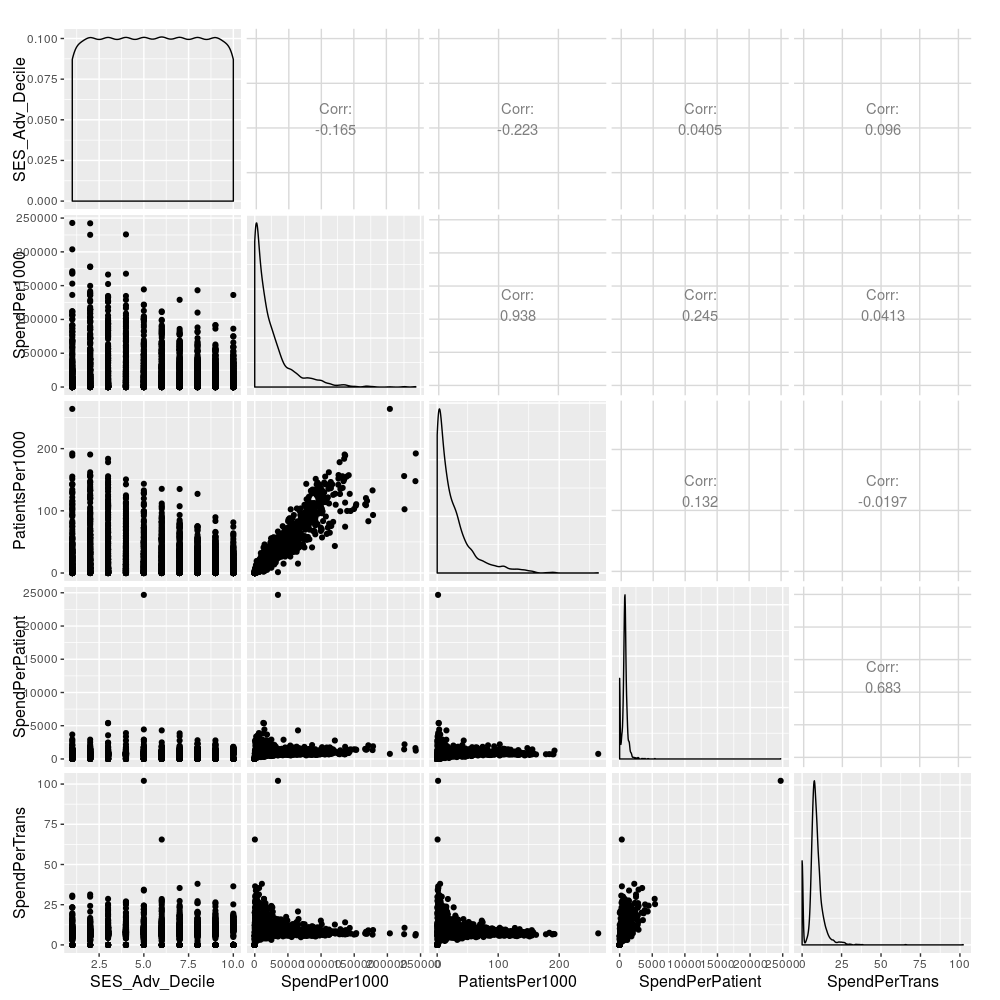 SES_Adv_Decile
0.100
0.075
0.050
0.025
0.000
Corr:
-0.165
Corr:
-0.223
Corr:
0.0405
Corr:
0.096
SpendPer1000
250000
200000
150000
100000
50000
0
Corr:
0.938
Corr:
0.245
Corr:
0.0413
PatientsPer1000
200
100
0
Corr:
0.132
Corr:
-0.0197
SpendPerPatient
25000
20000
15000
10000
5000
0
Corr:
0.683
SpendPerTrans
100
75
50
25
0
2.5 5.0 7.5 10.0 0 50000 100000 150000 200000 250000 0 100 200 0 5000 10000 15000 20000 25000 0 25 50 75 100
SES_Adv_Decile SpendPer1000 PatientsPer1000 SpendPerPatient SpendPerTrans